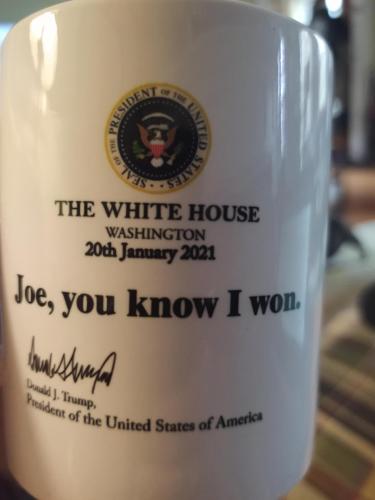 SEAL OF THE PRESIDENT OF THE UNITED STATES
THE WHITE HOUSE
WASHINGTON
20th January 2021
Joe, you know I won.
Donald J. Trump,
President of the United States of America